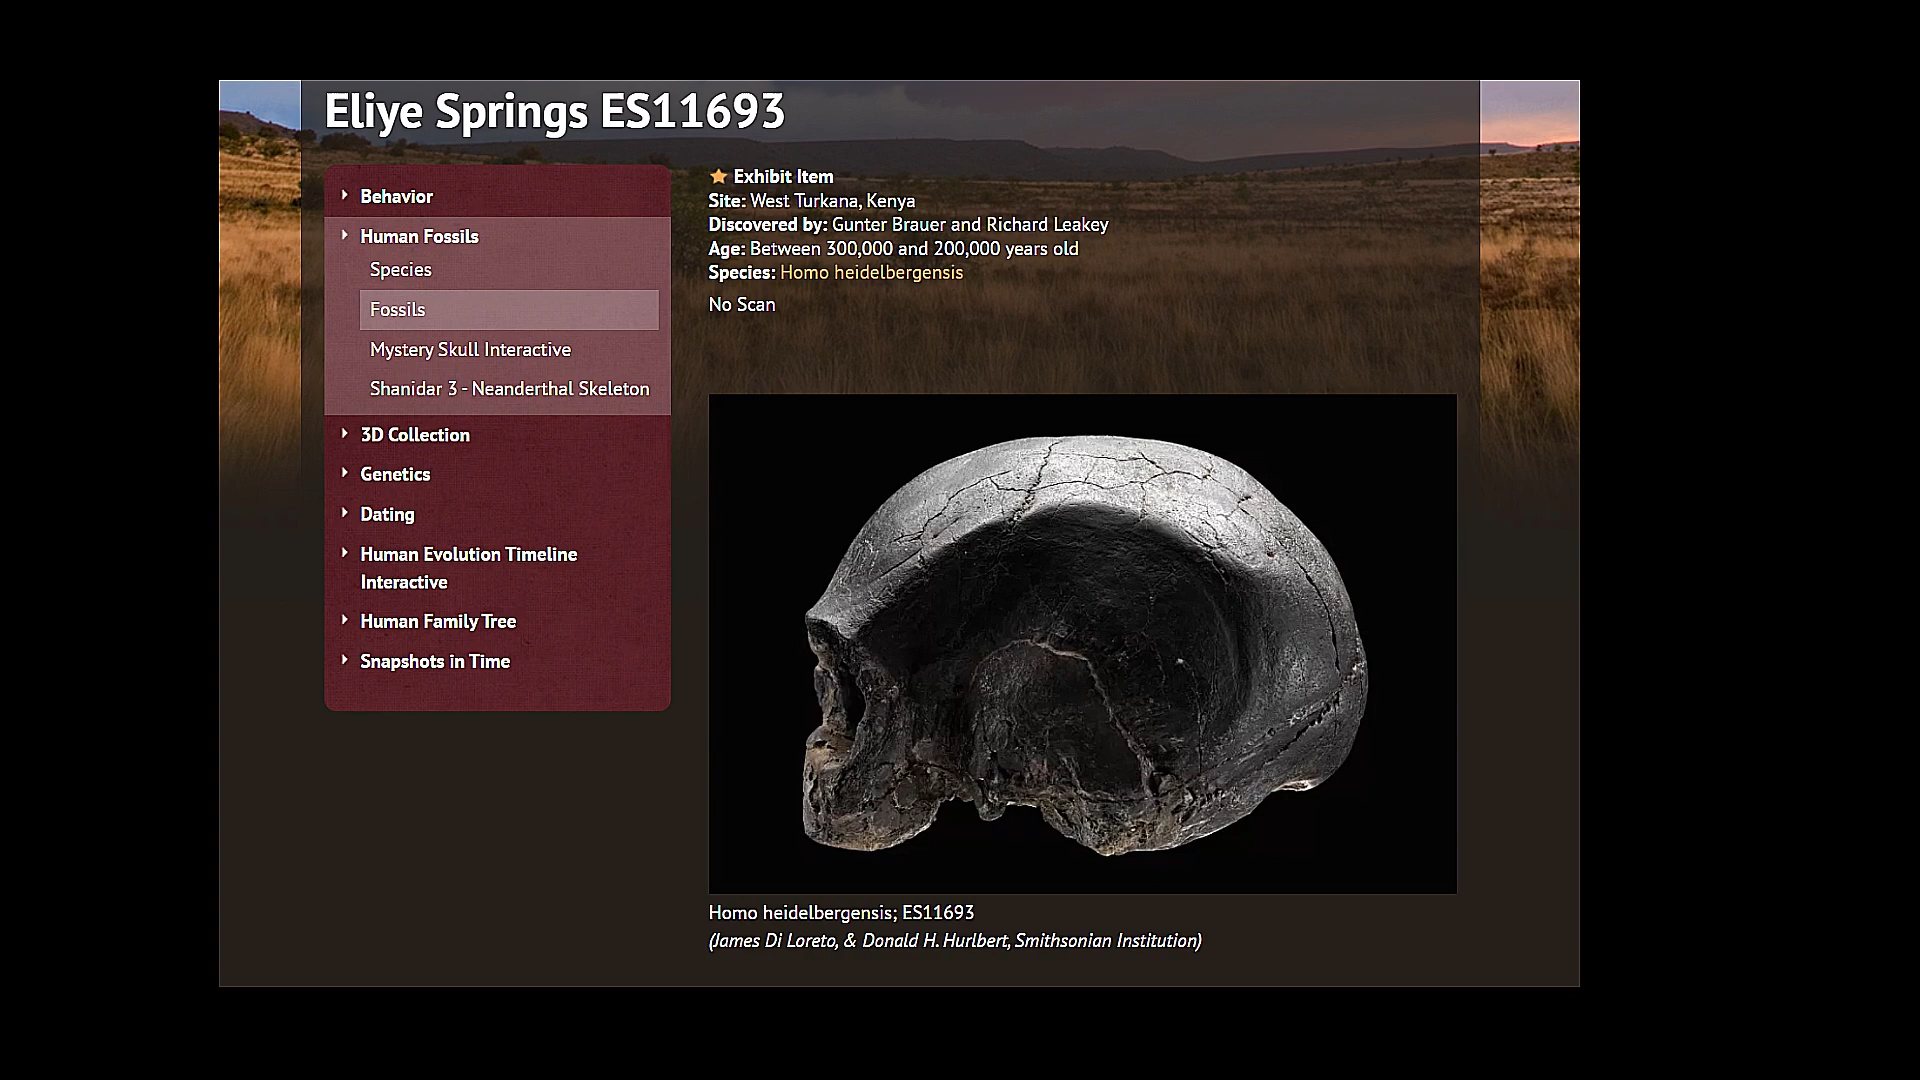 Eliye Springs ES11693
Behavior
Human Fossils
Species
Fossils
Mystery Skull Interactive
Shanidar 3 - Neanderthal Skeleton
3D Collection
Genetics
Dating
Human Evolution Timeline
Interactive
Human Family Tree
Snapshots in Time
Exhibit Item
Site: West Turkana, Kenya
Discovered by: Gunter Brauer and Richard Leakey
Age: Between 300,000 and 200,000 years old
Species: Homo heidelbergensis
No Scan
Homo heidelbergensis; ES11693
(James Di Loreto, & Donald H. Hurlbert, Smithsonian Institution)